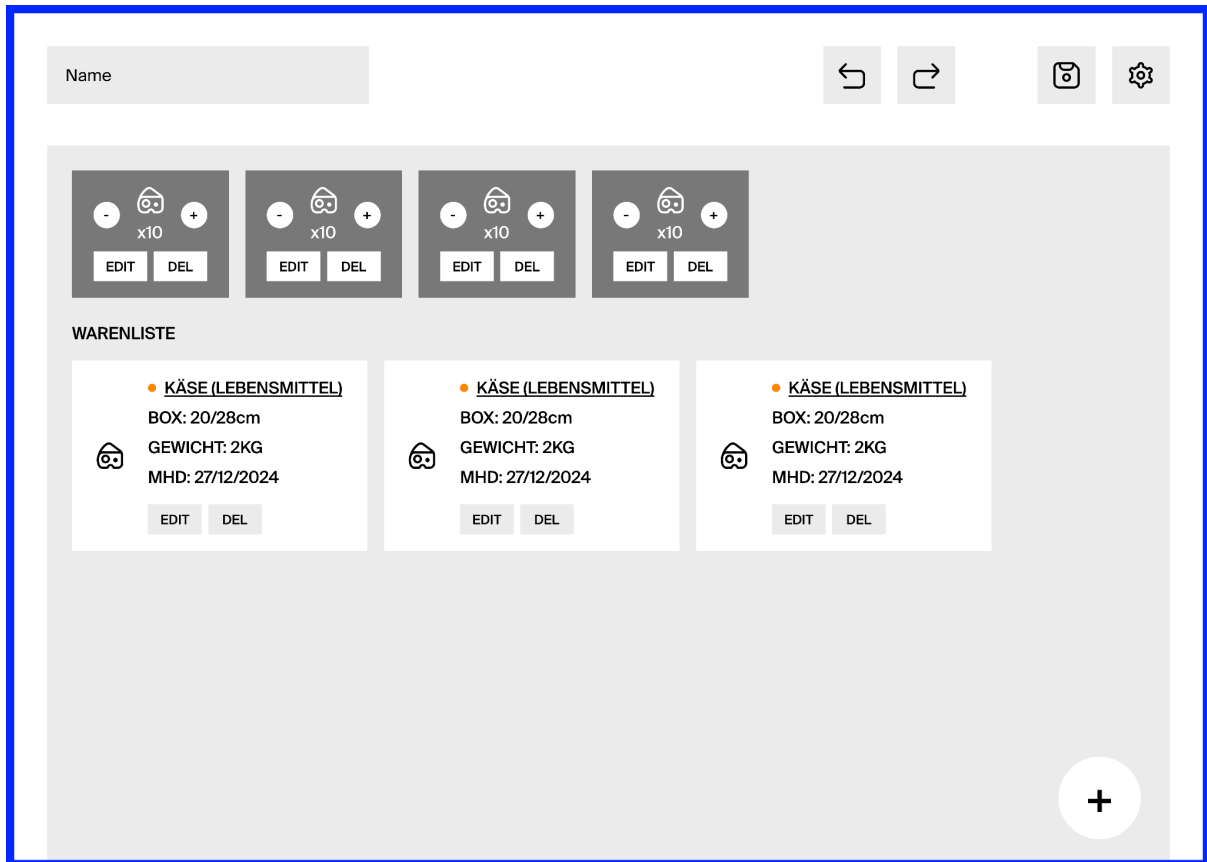 Name
- + - + - + - +
x10 x10 x10 x10
EDIT DEL EDIT DEL EDIT DEL EDIT DEL
WARENLISTE
KÄSE (LEBENSMITTEL)
BOX: 20/28cm
GEWICHT: 2KG
MHD: 27/12/2024
EDIT DEL
KÄSE (LEBENSMITTEL)
BOX: 20/28cm
GEWICHT: 2KG
MHD: 27/12/2024
EDIT DEL
KÄSE (LEBENSMITTEL)
BOX: 20/28cm
GEWICHT: 2KG
MHD: 27/12/2024
EDIT DEL
+